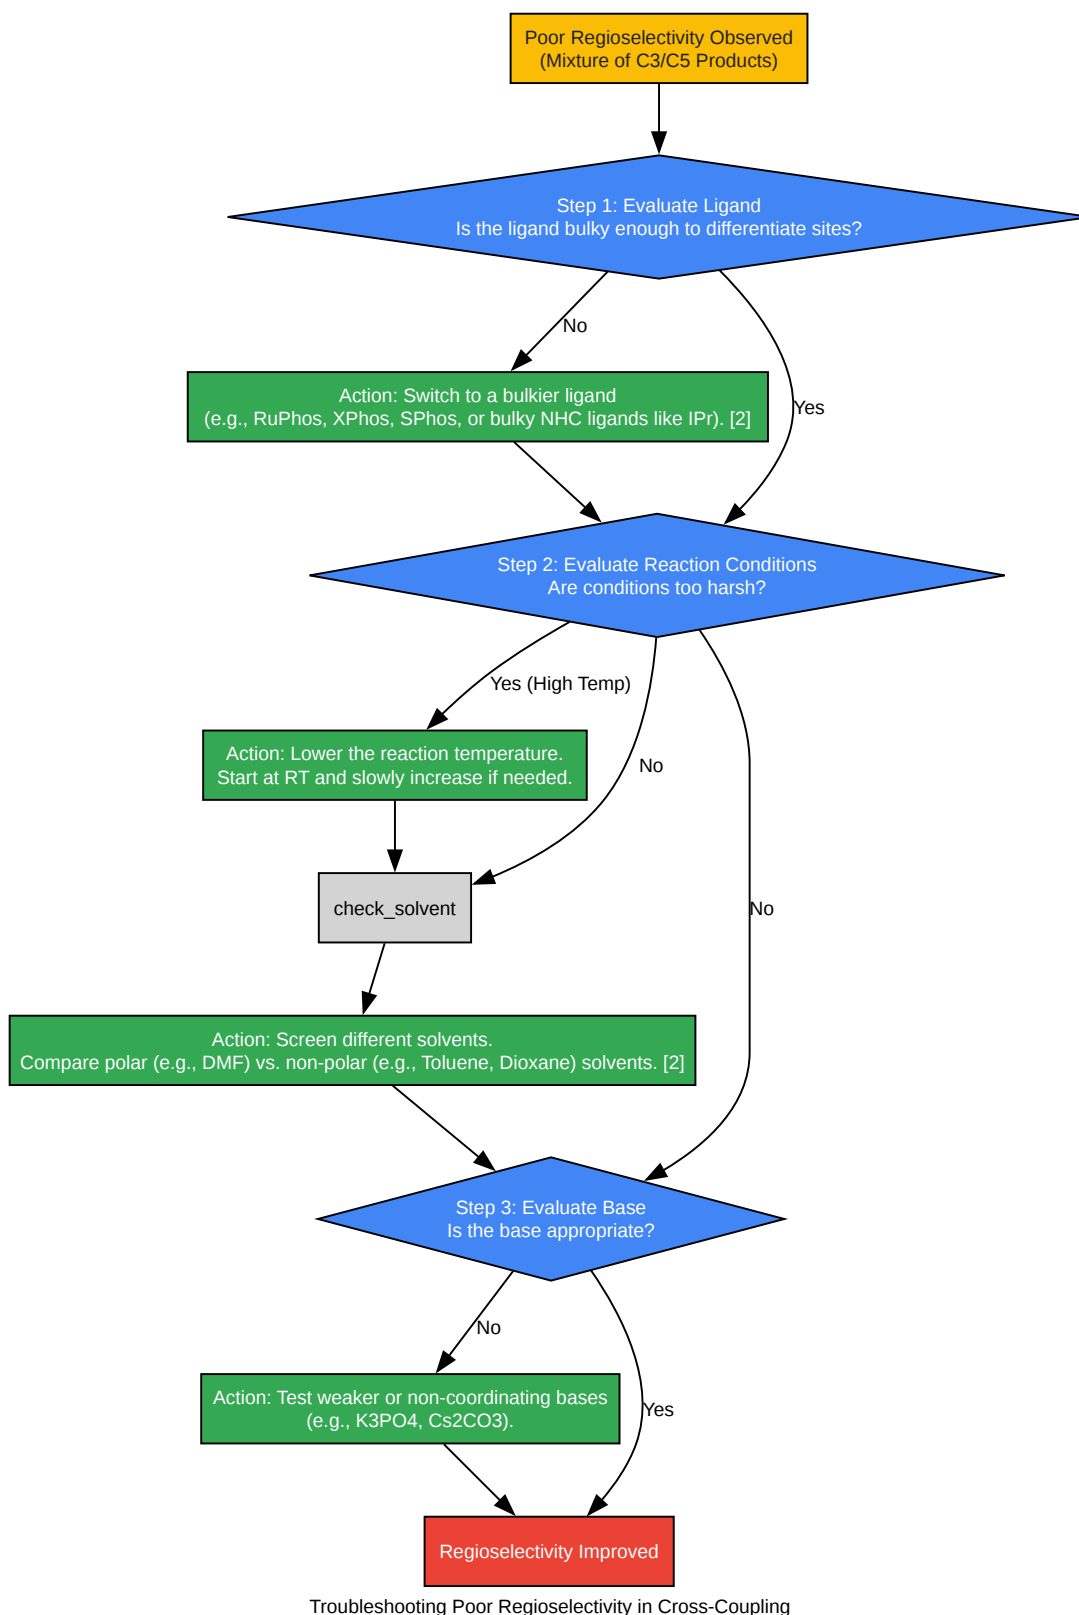 Poor Regioselectivity Observed
(Mixture of C3/C5 Products)
Step 1: Evaluate Ligand
Is the ligand bulky enough to differentiate sites?
No
Action: Switch to a bulkier ligand
(e.g., RuPhos, XPhos, SPhos, or bulky NHC ligands like IPr). [2]
Yes
Step 2: Evaluate Reaction Conditions
Are conditions too harsh?
Yes (High Temp)
Action: Lower the reaction temperature.
Start at RT and slowly increase if needed.
No
check_solvent
No
Action: Screen different solvents.
Compare polar (e.g., DMF) vs. non-polar (e.g., Toluene, Dioxane) solvents. [2]
Step 3: Evaluate Base
Is the base appropriate?
No
Action: Test weaker or non-coordinating bases
(e.g., K3PO4, Cs2CO3).
Yes
Regioselectivity Improved
Troubleshooting Poor Regioselectivity in Cross-Coupling